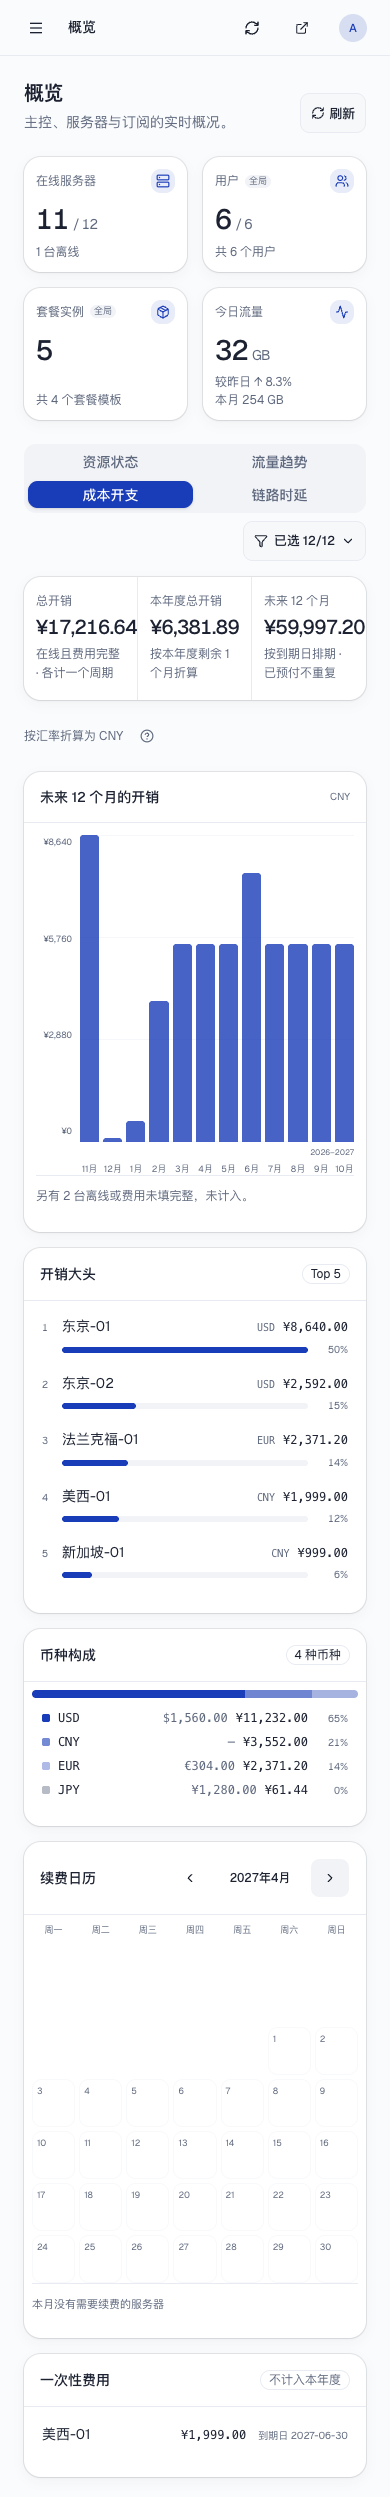 概览
A
概览
主控、服务器与订阅的实时概况。
刷新
在线服务器
11 / 12
1 台离线
用户 全局
6 / 6
共 6 个用户
套餐实例 全局
5
共 4 个套餐模板
今日流量
32 GB
较昨日 ↑ 8.3%
本月 254 GB
资源状态
流量趋势
成本开支
链路时延
已选 12/12
总开销
¥17,216.64
在线且费用完整
· 各计一个周期
本年度总开销
¥6,381.89
按本年度剩余 1
个月折算
未来 12 个月
¥59,997.20
按到期日排期 ·
已预付不重复
按汇率折算为 CNY
未来 12 个月的开销 CNY
¥8,640
¥5,760
¥2,880
¥0
2026–2027
11月 12月 1月 2月 3月 4月 5月 6月 7月 8月 9月 10月
另有 2 台离线或费用未填完整，未计入。
开销大头 Top 5
1 东京-01 USD ¥8,640.00
50%
2 东京-02 USD ¥2,592.00
15%
3 法兰克福-01 EUR ¥2,371.20
14%
4 美西-01 CNY ¥1,999.00
12%
5 新加坡-01 CNY ¥999.00
6%
币种构成 4 种币种
USD $1,560.00 ¥11,232.00 65%
CNY — ¥3,552.00 21%
EUR €304.00 ¥2,371.20 14%
JPY ¥1,280.00 ¥61.44 0%
续费日历 2027年4月
周一 周二 周三 周四 周五 周六 周日
1 2
3 4 5 6 7 8 9
10 11 12 13 14 15 16
17 18 19 20 21 22 23
24 25 26 27 28 29 30
本月没有需要续费的服务器
一次性费用 不计入本年度
美西-01 ¥1,999.00 到期日 2027-06-30